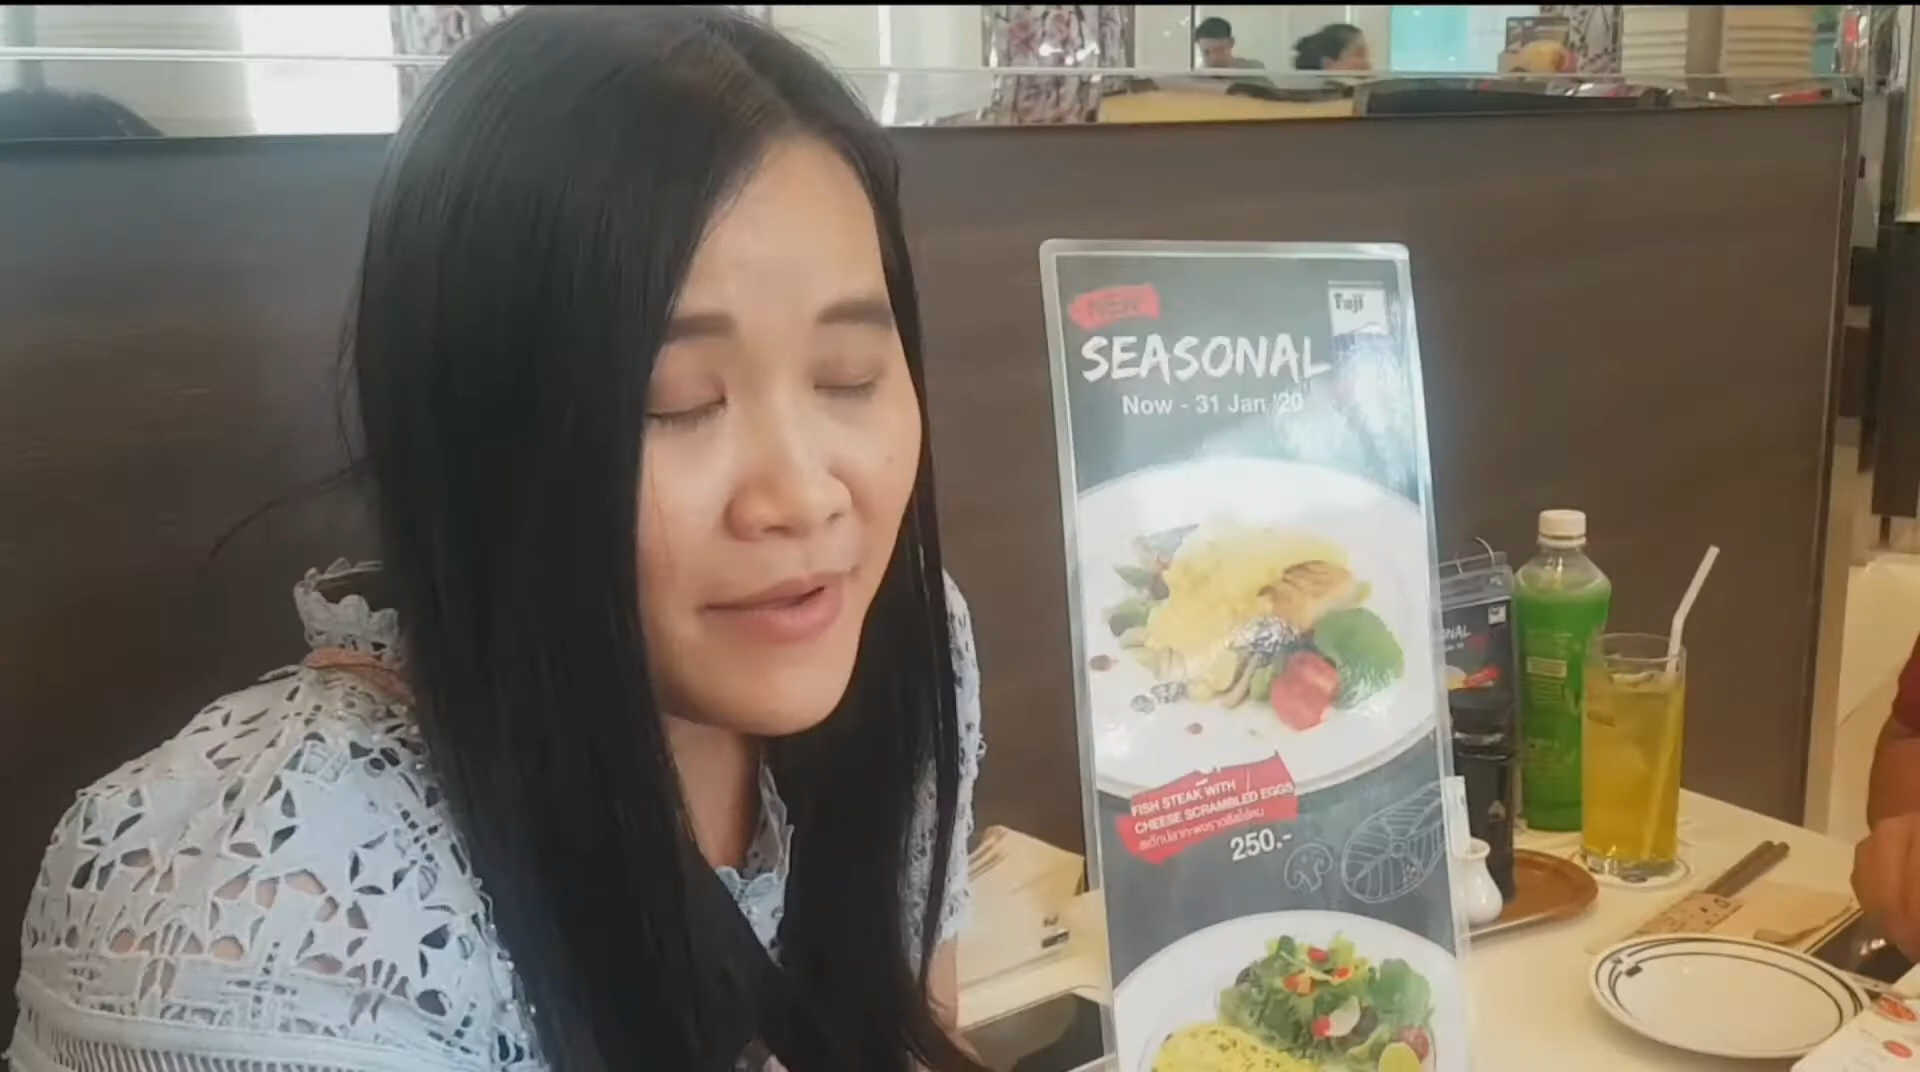 NEW
Fuji
SEASONAL
Now - 31 Jan '20
FISH STEAK WITH
CHEESE SCRAMBLED EGGS
250.-